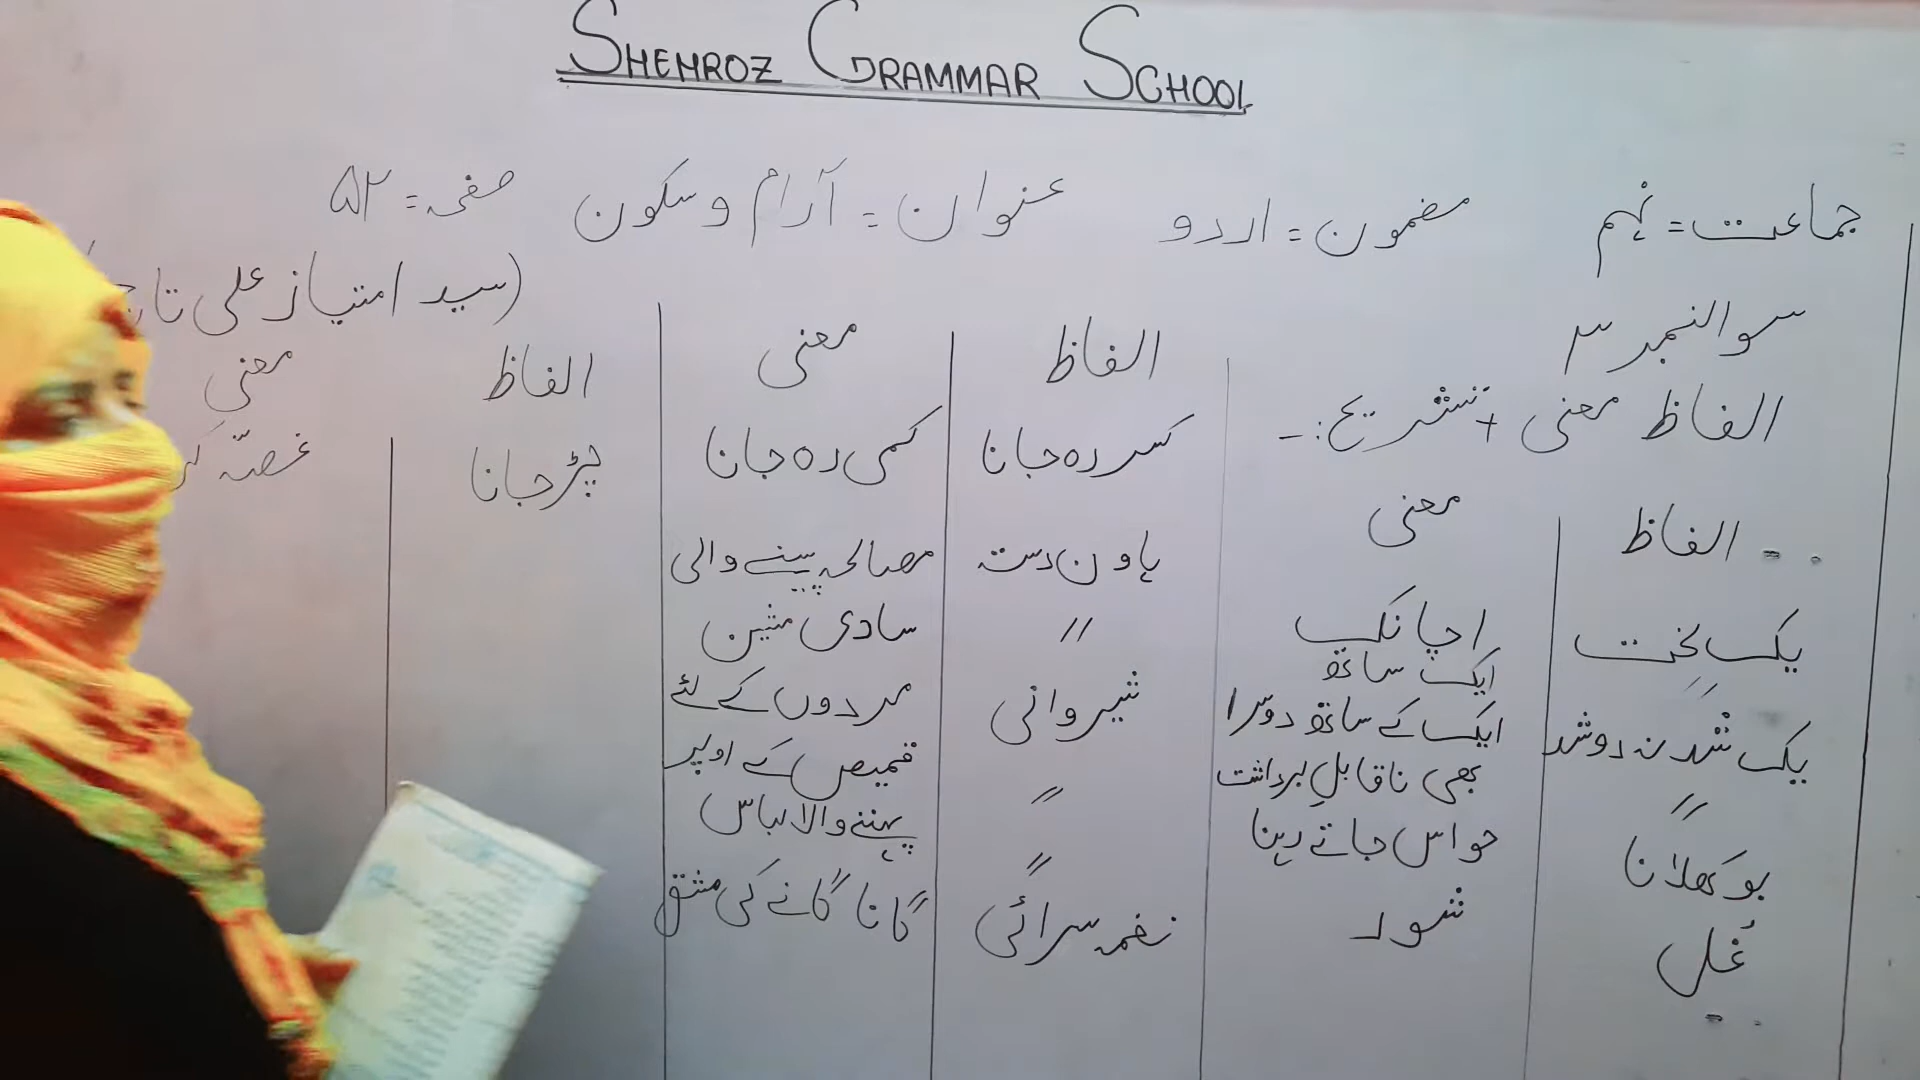 SHEMROZ GRAMMAR SCHOOL
جماعت = نہم مضمون = اردو عنوان = آرام و سکون صفحہ = ۵۲
(سید امتیاز علی تاج
سوالنمبر ۳
الفاظ معنی + تشریح :-
الفاظ معنی
یک لخت اچانک
ایک ساتھ
یک نہ شد دو شد ایک کے ساتھ دوسرا
〃 بھی ناقابلِ برداشت
بوکھلانا حواس جاتے رہنا
غُل شور
الفاظ معنی
کسر رہ جانا کمی رہ جانا
ہاون دستہ مصالحہ پیسنے والی
〃 سادی مشین
شیروانی مردوں کے لئے
〃 قمیص کے اوپر
〃 پہننے والا لباس
نغمہ سرائی گانا گانے کی مشق
الفاظ معنی
چڑ جانا غصّہ